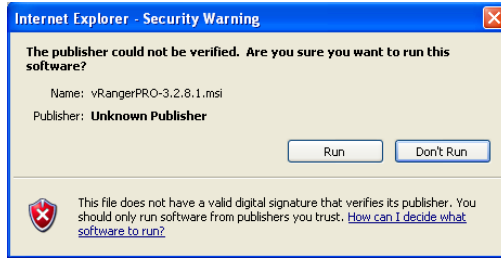 Internet Explorer - Security Warning
The publisher could not be verified.  Are you sure you want to run this
software?
Name: vRangerPRO-3.2.8.1.msi
Publisher: Unknown Publisher
Run Don't Run
This file does not have a valid digital signature that verifies its publisher. You
should only run software from publishers you trust. How can I decide what
software to run?